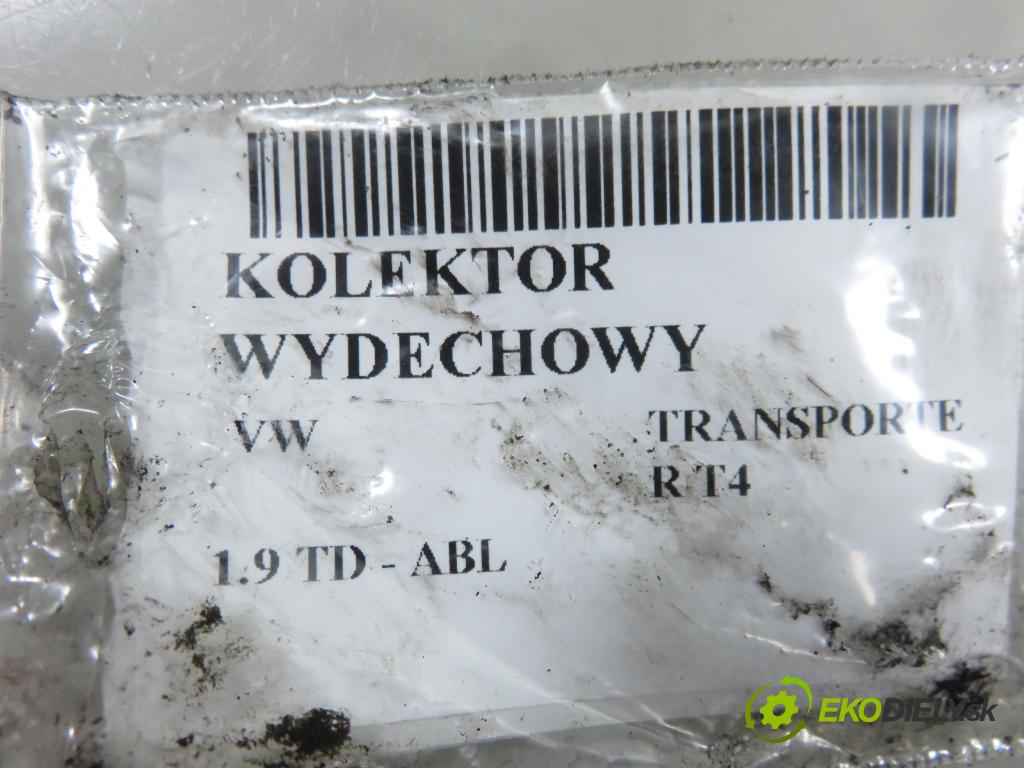 KOLEKTOR
WYDECHOWY
VW
TRANSPORTE
R T4
1.9 TD - ABL
EKODIELY.sk